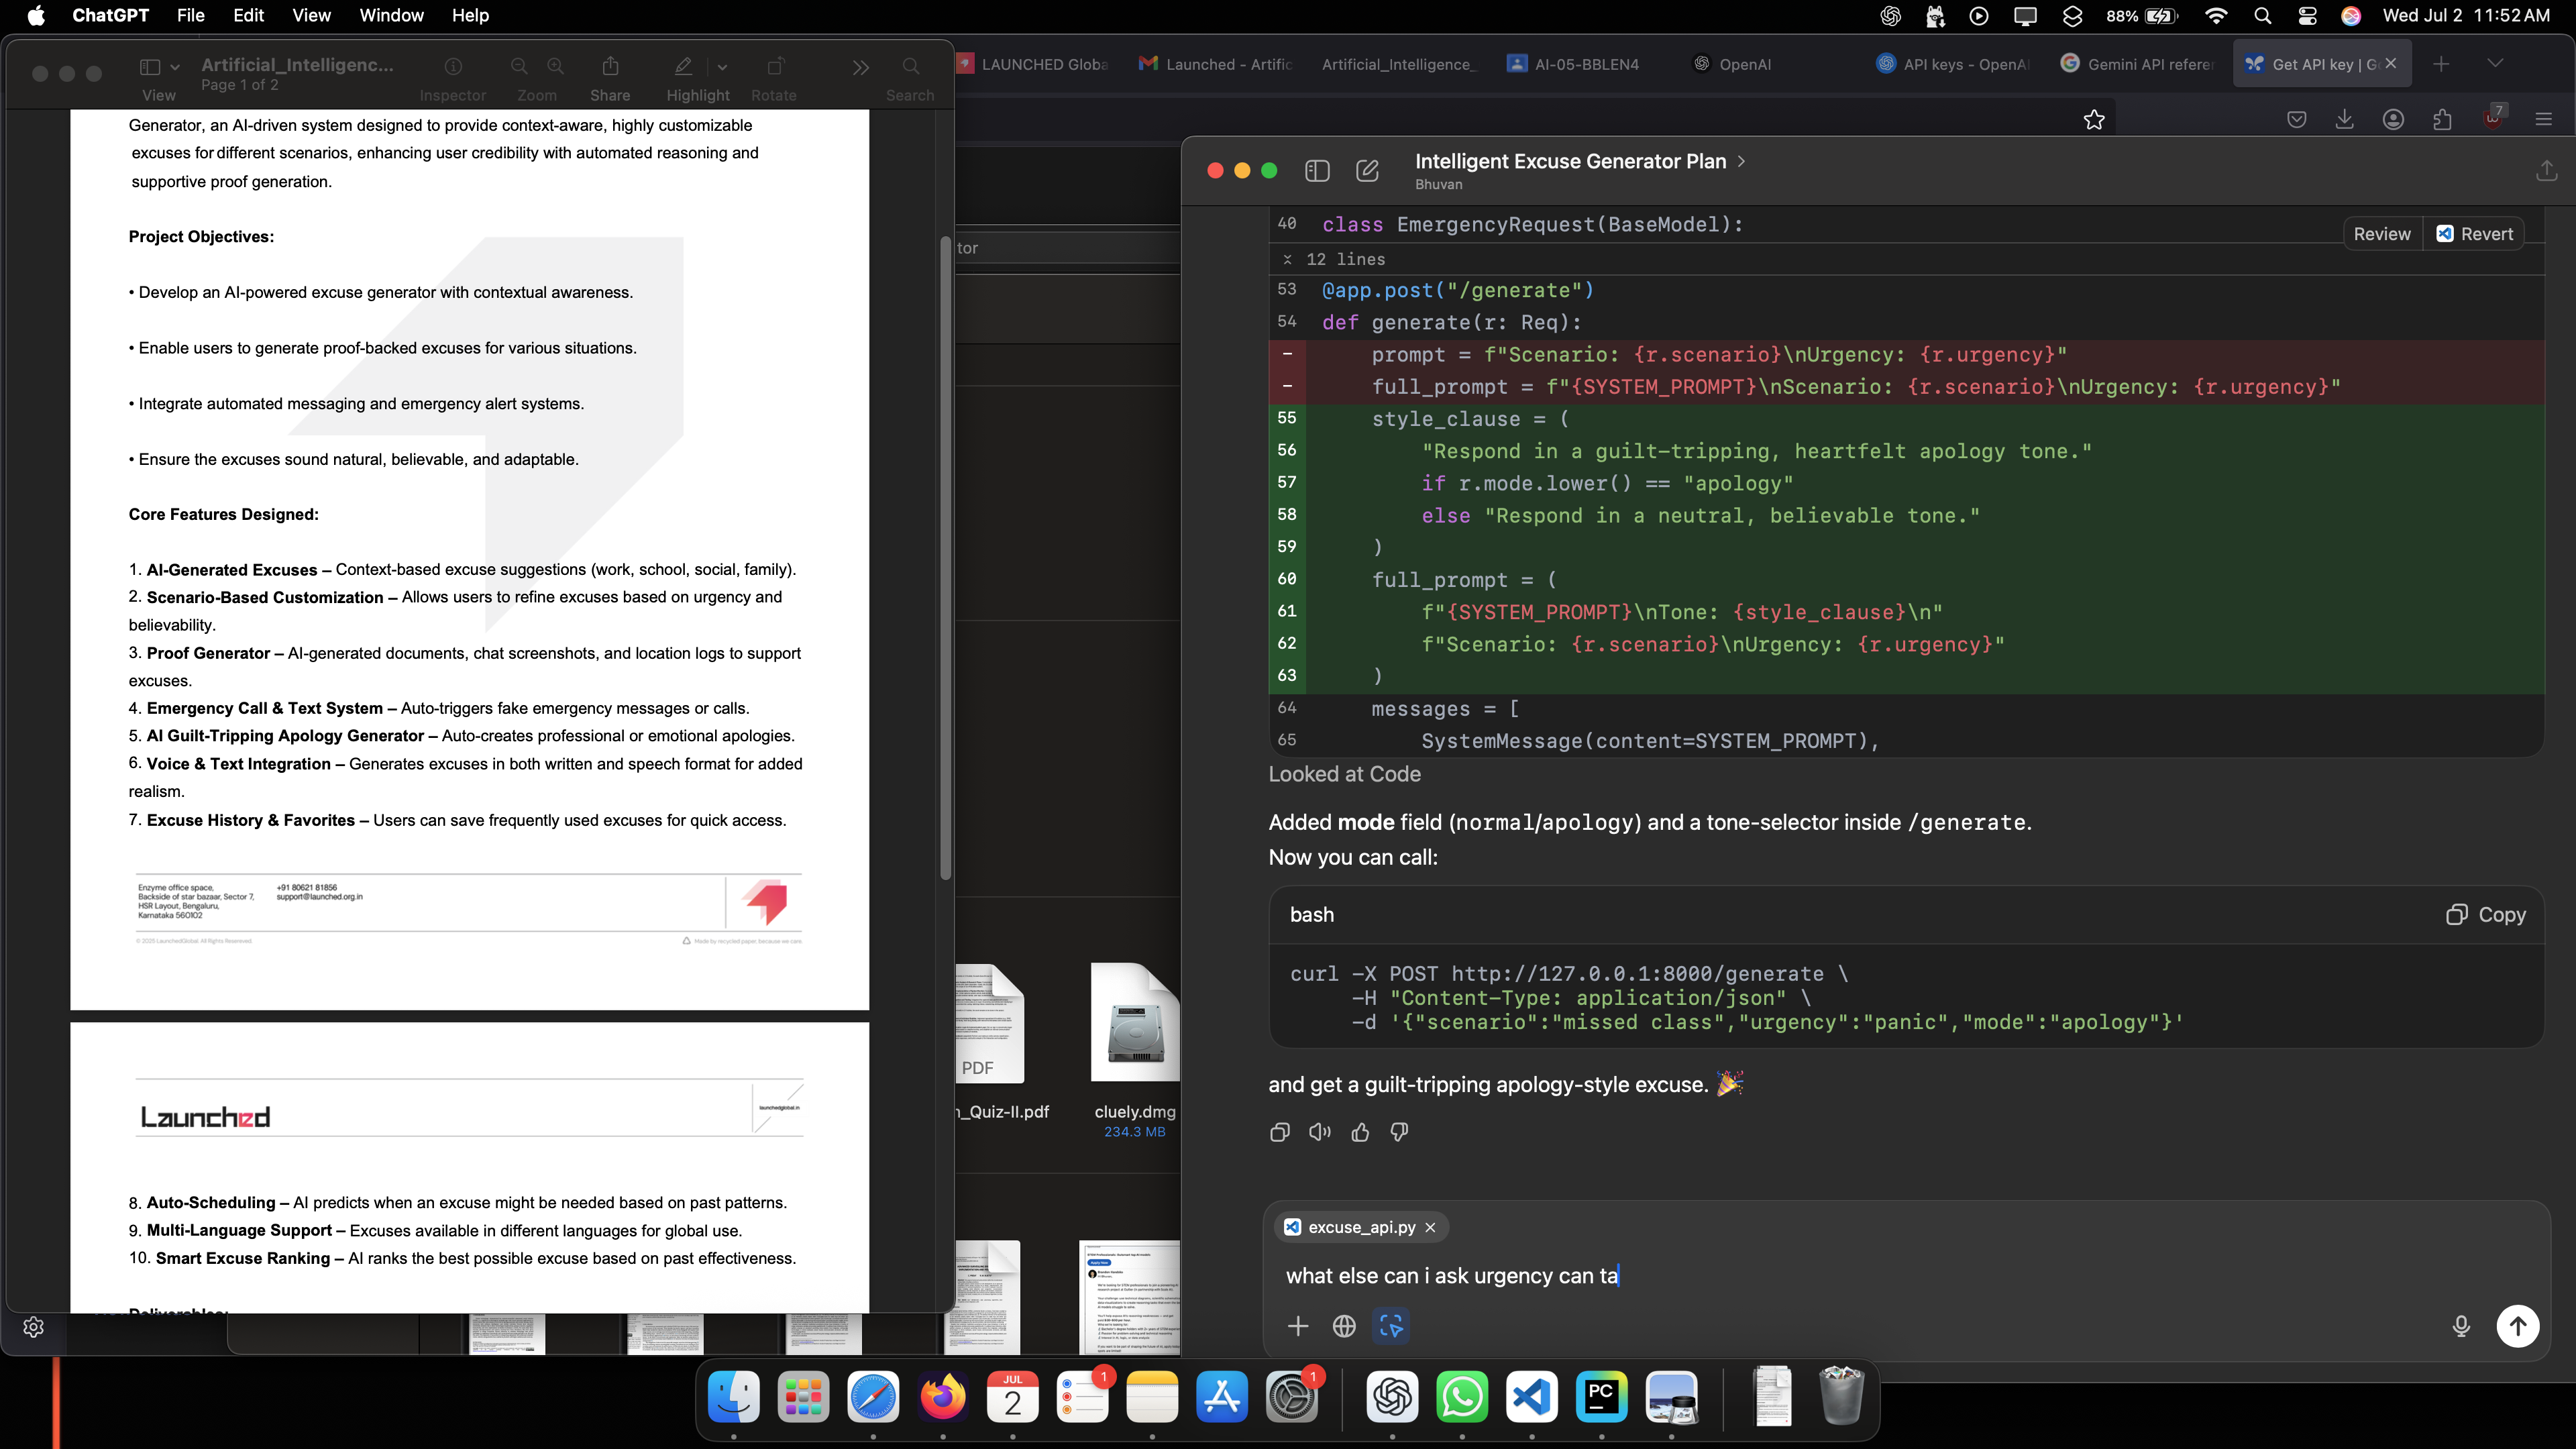 ChatGPT File Edit View Window Help
88% Wed Jul 2 11:52 AM
LAUNCHED Globa
Launched - Artific
Artificial_Intelligence_
AI-05-BBLEN4
OpenAI
API keys - OpenAI
Gemini API referen
Get API key | G
7
Artificial_Intelligenc...
Page 1 of 2
View
Inspector
Zoom
Share
Highlight
Rotate
Search
Generator, an AI-driven system designed to provide context-aware, highly customizable
excuses for different scenarios, enhancing user credibility with automated reasoning and
supportive proof generation.
Project Objectives:
• Develop an AI-powered excuse generator with contextual awareness.
• Enable users to generate proof-backed excuses for various situations.
• Integrate automated messaging and emergency alert systems.
• Ensure the excuses sound natural, believable, and adaptable.
Core Features Designed:
1. AI-Generated Excuses – Context-based excuse suggestions (work, school, social, family).
2. Scenario-Based Customization – Allows users to refine excuses based on urgency and
believability.
3. Proof Generator – AI-generated documents, chat screenshots, and location logs to support
excuses.
4. Emergency Call & Text System – Auto-triggers fake emergency messages or calls.
5. AI Guilt-Tripping Apology Generator – Auto-creates professional or emotional apologies.
6. Voice & Text Integration – Generates excuses in both written and speech format for added
realism.
7. Excuse History & Favorites – Users can save frequently used excuses for quick access.
Enzyme office space,
Backside of star bazaar, Sector 7,
HSR Layout, Bengaluru,
Karnataka 560102
+91 80621 81856
support@launched.org.in
© 2025 LaunchedGlobal. All Rights Reserved
Made by recycled paper, because we care
Launched
launchedglobal.in
8. Auto-Scheduling – AI predicts when an excuse might be needed based on past patterns.
9. Multi-Language Support – Excuses available in different languages for global use.
10. Smart Excuse Ranking – AI ranks the best possible excuse based on past effectiveness.
Deliverables:
tor
PDF
n_Quiz-II.pdf
cluely.dmg
234.3 MB
Intelligent Excuse Generator Plan
Bhuvan
40 class EmergencyRequest(BaseModel):
Review
Revert
12 lines
53 @app.post("/generate")
54 def generate(r: Req):
- prompt = f"Scenario: {r.scenario}\nUrgency: {r.urgency}"
- full_prompt = f"{SYSTEM_PROMPT}\nScenario: {r.scenario}\nUrgency: {r.urgency}"
55 style_clause = (
56 "Respond in a guilt-tripping, heartfelt apology tone."
57 if r.mode.lower() == "apology"
58 else "Respond in a neutral, believable tone."
59 )
60 full_prompt = (
61 f"{SYSTEM_PROMPT}\nTone: {style_clause}\n"
62 f"Scenario: {r.scenario}\nUrgency: {r.urgency}"
63 )
64 messages = [
65 SystemMessage(content=SYSTEM_PROMPT),
Looked at Code
Added mode field (normal/apology) and a tone-selector inside /generate.
Now you can call:
bash
Copy
curl -X POST http://127.0.0.1:8000/generate \
-H "Content-Type: application/json" \
-d '{"scenario":"missed class","urgency":"panic","mode":"apology"}'
and get a guilt-tripping apology-style excuse. 🎉
excuse_api.py
what else can i ask urgency can ta
JUL
2
1
1
PC